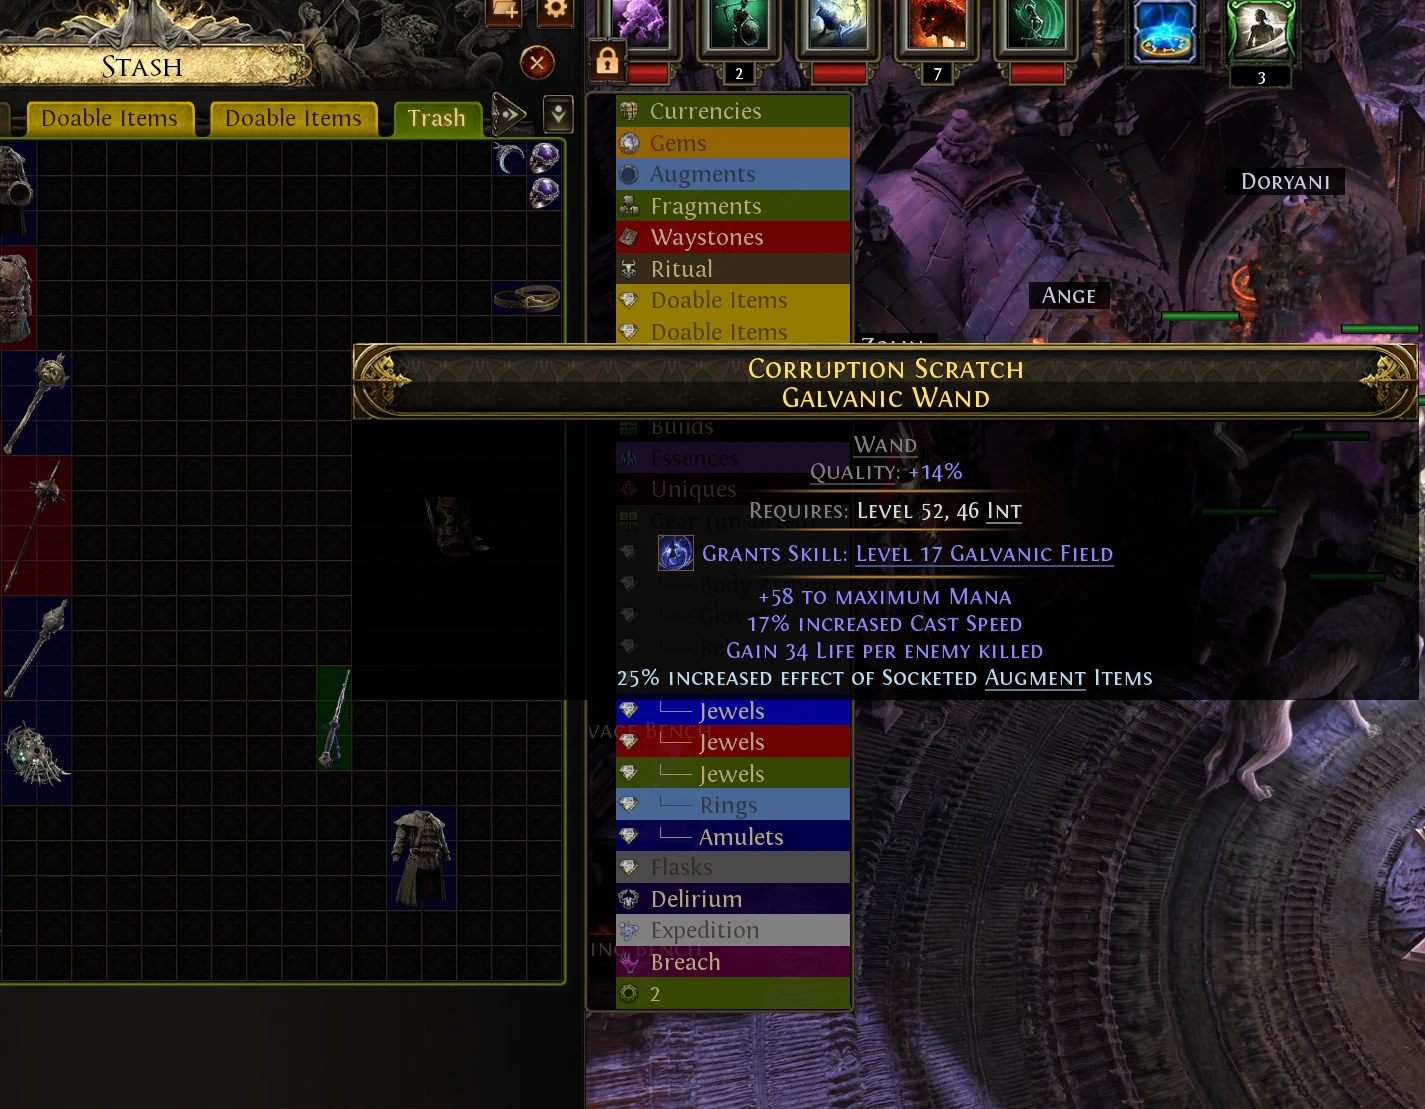 2
7
3
STASH
Doable Items
Doable Items
Trash
Currencies
Gems
Augments
Fragments
Waystones
Ritual
Doable Items
Doable Items
DORYANI
ANGE
CORRUPTION SCRATCH
GALVANIC WAND
Builds
Essences
Uniques
Gear (unsorted)
WAND
QUALITY: +14%
REQUIRES: LEVEL 52, 46 INT
GRANTS SKILL: LEVEL 17 GALVANIC FIELD
+58 TO MAXIMUM MANA
17% INCREASED CAST SPEED
GAIN 34 LIFE PER ENEMY KILLED
25% INCREASED EFFECT OF SOCKETED AUGMENT ITEMS
Jewels
Jewels
Jewels
Rings
Amulets
Flasks
Delirium
Expedition
Breach
2